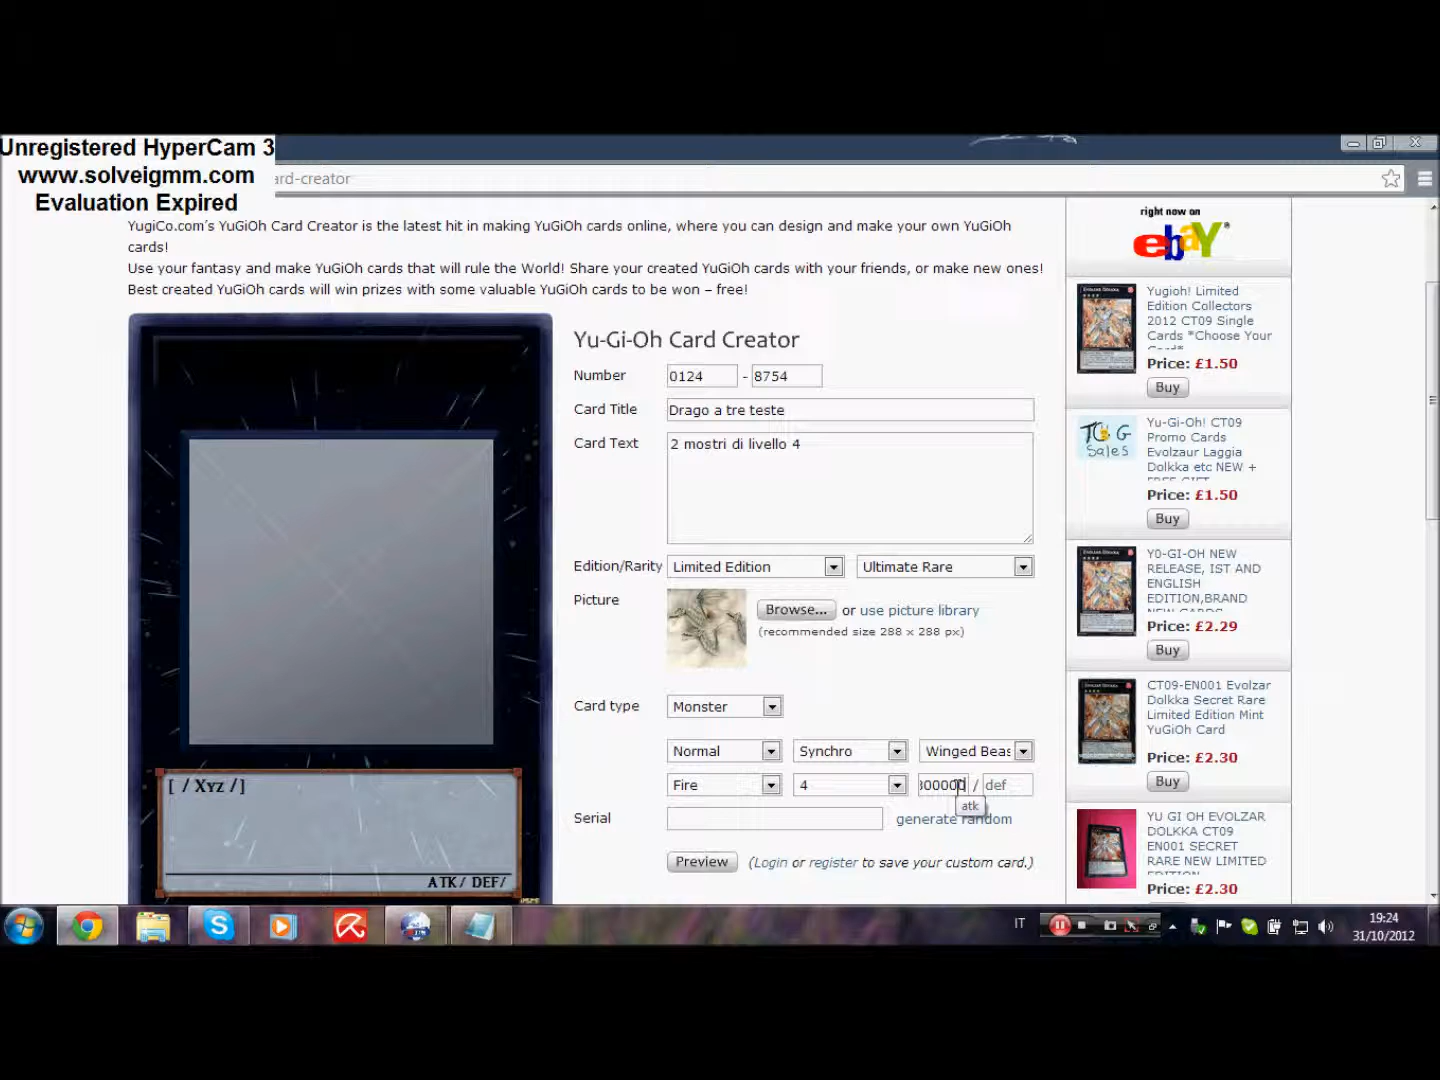 Unregistered HyperCam 3
www.solveigmm.com
Evaluation Expired
ard-creator
YugiCo.com's YuGiOh Card Creator is the latest hit in making YuGiOh cards online, where you can design and make your own YuGiOh
cards!
Use your fantasy and make YuGiOh cards that will rule the World! Share your created YuGiOh cards with your friends, or make new ones!
Best created YuGiOh cards will win prizes with some valuable YuGiOh cards to be won – free!
[ / Xyz /]
ATK/ DEF/
Yu-Gi-Oh Card Creator
Number 0124 - 8754
Card Title Drago a tre teste
Card Text 2 mostri di livello 4
Edition/Rarity Limited Edition Ultimate Rare
Picture Browse... or use picture library
(recommended size 288 x 288 px)
Card type Monster
Normal Synchro Winged Beas
Fire 4 00000 / def
atk
Serial generate random
Preview (Login or register to save your custom card.)
right now on
ebay
Yugioh! Limited
Edition Collectors
2012 CT09 Single
Cards *Choose Your
Card*
Price: £1.50
Buy
TC G
Sales
Yu-Gi-Oh! CT09
Promo Cards
Evolzaur Laggia
Dolkka etc NEW +
FREE GIFT
Price: £1.50
Buy
Y0-GI-OH NEW
RELEASE, IST AND
ENGLISH
EDITION,BRAND
NEW CARDS
Price: £2.29
Buy
CT09-EN001 Evolzar
Dolkka Secret Rare
Limited Edition Mint
YuGiOh Card
Price: £2.30
Buy
YU GI OH EVOLZAR
DOLKKA CT09
EN001 SECRET
RARE NEW LIMITED
EDITION
Price: £2.30
IT
19:24
31/10/2012